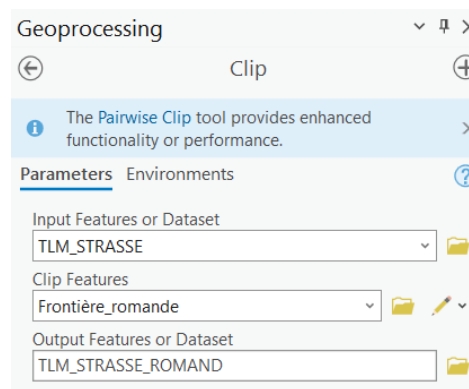 Geoprocessing
Clip
The Pairwise Clip tool provides enhanced
functionality or performance.
Parameters Environments
Input Features or Dataset
TLM_STRASSE
Clip Features
Frontière_romande
Output Features or Dataset
TLM_STRASSE_ROMAND